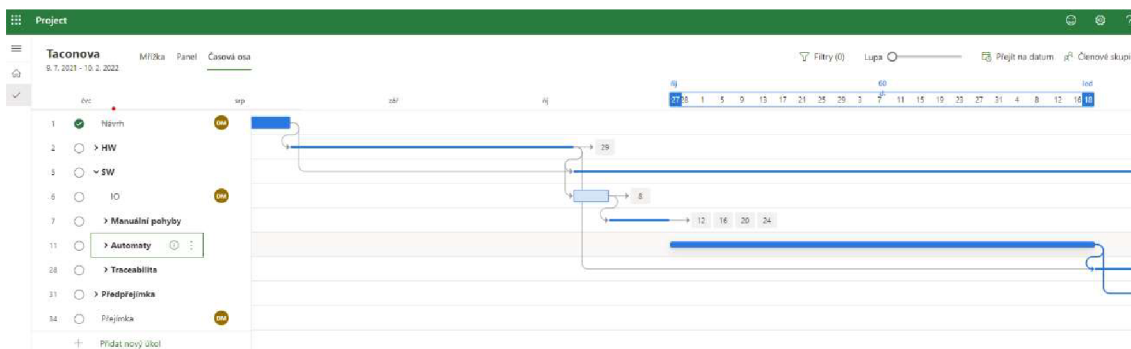 Project
Taconova
Mřížka Panel Časová osa
Filtry (0) Lupa Přejít na datum Členové skupi
9. 7. 2021 - 10. 2. 2022
říj 60 led
27 28 1 5 9 13 17 21 25 29 3 7 11 15 19 23 27 31 4 8 12 16 18
čvc srp zář říj
1 Návrh DM
2 HW 29
5 SW
6 IO DM 8
7 Manuální pohyby 12 16 20 24
11 Automaty
28 Traceabilita
31 Předpřejímka
34 Přejímka DM
Přidat nový úkol